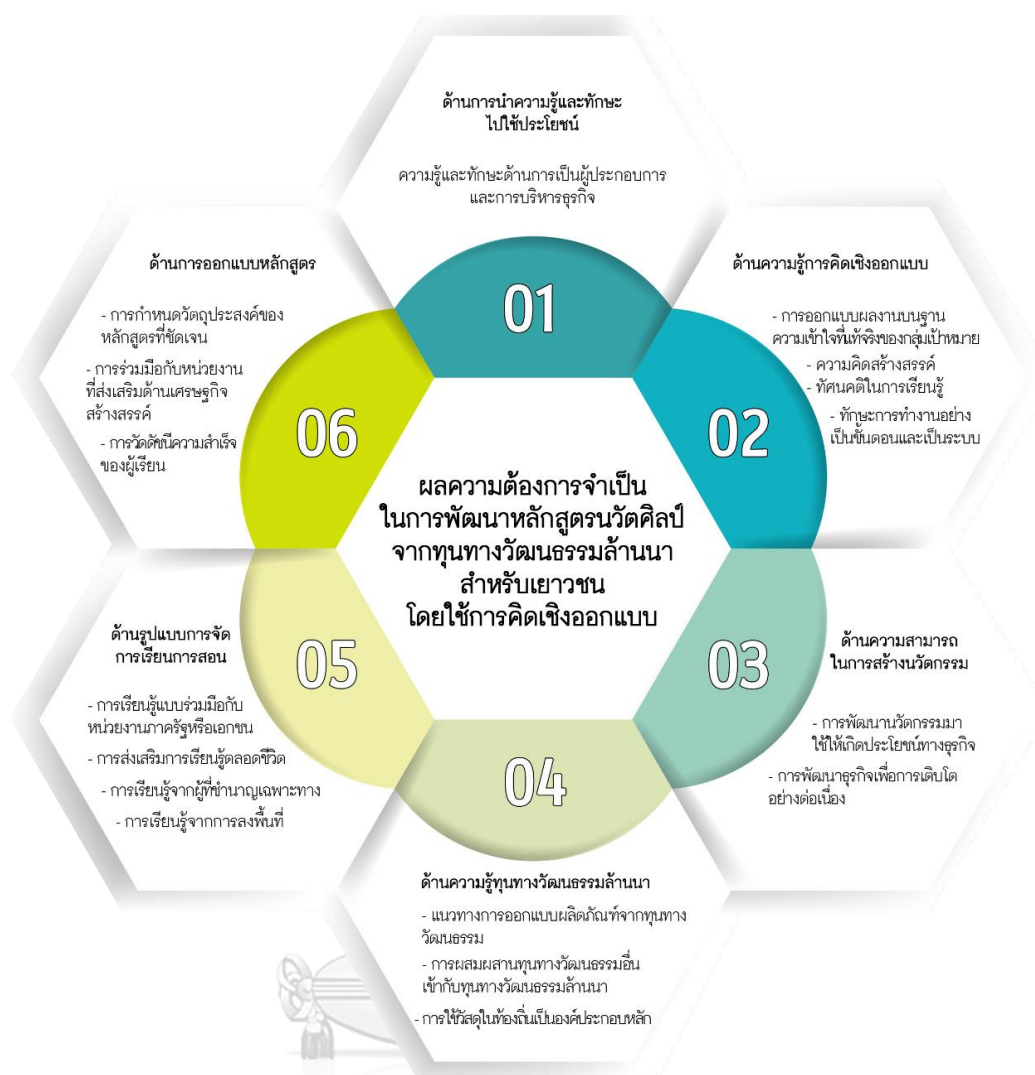 ด้านการนำความรู้และทักษะ
ไปใช้ประโยชน์
ความรู้และทักษะด้านการเป็นผู้ประกอบการ
และการบริหารธุรกิจ
01
ด้านความรู้การคิดเชิงออกแบบ
- การออกแบบผลงานบนฐาน
ความเข้าใจที่แท้จริงของกลุ่มเป้าหมาย
- ความคิดสร้างสรรค์
- ทัศนคติในการเรียนรู้
- ทักษะการทำงานอย่าง
เป็นขั้นตอนและเป็นระบบ
02
ด้านความสามารถ
ในการสร้างนวัตกรรม
- การพัฒนานวัตกรรมมา
ใช้ให้เกิดประโยชน์ทางธุรกิจ
- การพัฒนาธุรกิจเพื่อการเติบโต
อย่างต่อเนื่อง
03
04
ด้านความรู้ทุนทางวัฒนธรรมล้านนา
- แนวทางการออกแบบผลิตภัณฑ์จากทุนทาง
วัฒนธรรม
- การผสมผสานทุนทางวัฒนธรรมอื่น
เข้ากับทุนทางวัฒนธรรมล้านนา
- การใช้วัสดุในท้องถิ่นเป็นองค์ประกอบหลัก
05
ด้านรูปแบบการจัด
การเรียนการสอน
- การเรียนรู้แบบร่วมมือกับ
หน่วยงานภาครัฐหรือเอกชน
- การส่งเสริมการเรียนรู้ตลอดชีวิต
- การเรียนรู้จากผู้ที่ชำนาญเฉพาะทาง
- การเรียนรู้จากการลงพื้นที่
06
ด้านการออกแบบหลักสูตร
- การกำหนดวัตถุประสงค์ของ
หลักสูตรที่ชัดเจน
- การร่วมมือกับหน่วยงาน
ที่ส่งเสริมด้านเศรษฐกิจ
สร้างสรรค์
- การวัดดัชนีความสำเร็จ
ของผู้เรียน
ผลความต้องการจำเป็น
ในการพัฒนาหลักสูตรนวัตศิลป์
จากทุนทางวัฒนธรรมล้านนา
สำหรับเยาวชน
โดยใช้การคิดเชิงออกแบบ